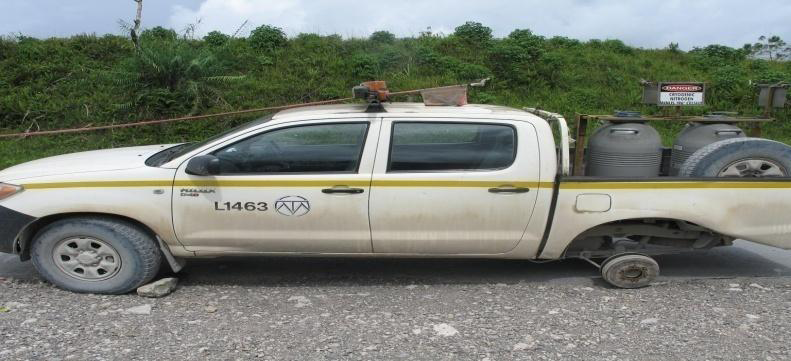 DANGER
CRYOGENIC
NITROGEN
HILUX
L1463